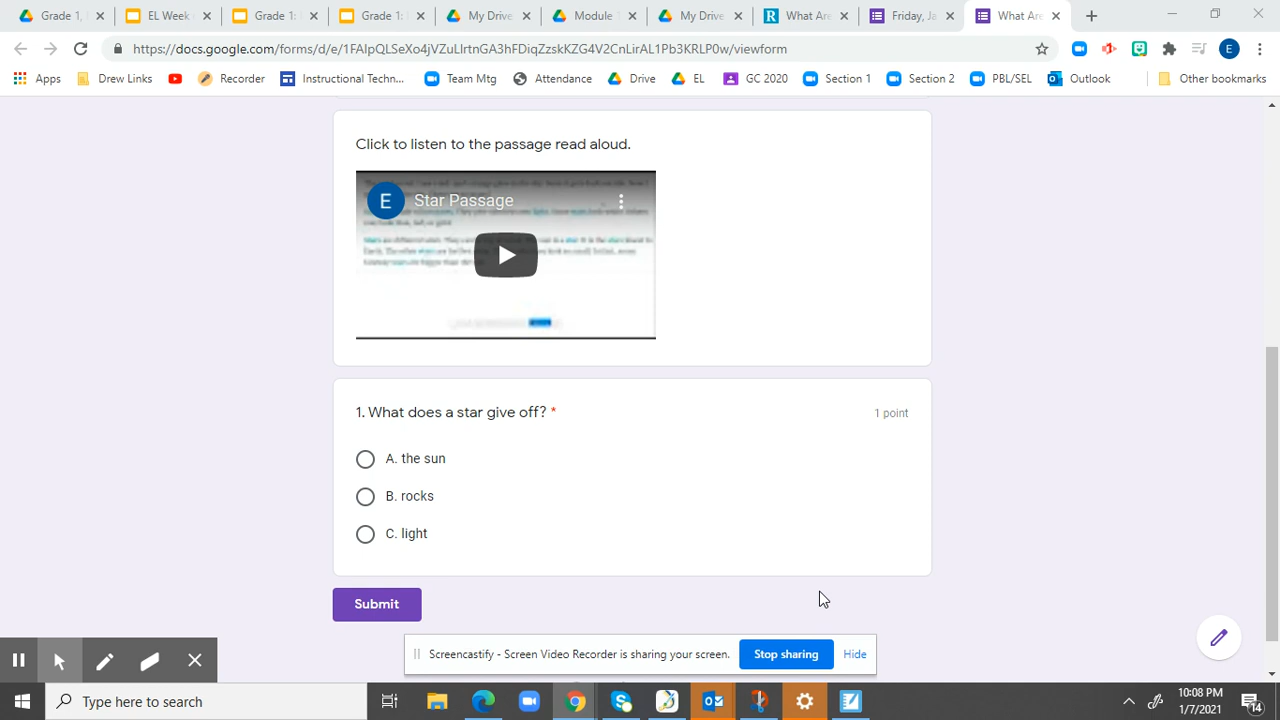 Grade 1,
EL Week
Grade
Grade 1:
My Drive
Module
My Drive
What Are
Friday, Ja
What Are
https://docs.google.com/forms/d/e/1FAIpQLSeXo4jVZuLlrtnGA3hFDiqZzskKZG4V2CnLirAL1Pb3KRLP0w/viewform
E
Apps
Drew Links
Recorder
Instructional Techn...
Team Mtg
Attendance
Drive
EL
GC 2020
Section 1
Section 2
PBL/SEL
Outlook
Other bookmarks
Click to listen to the passage read aloud.
E
Star Passage
1. What does a star give off? *
1 point
A. the sun
B. rocks
C. light
Submit
Screencastify - Screen Video Recorder is sharing your screen.
Stop sharing
Hide
Type here to search
10:08 PM
1/7/2021
14